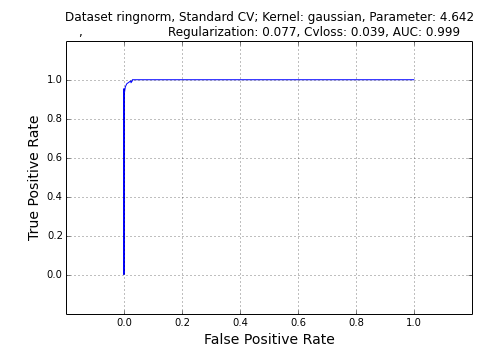 Dataset ringnorm, Standard CV; Kernel: gaussian, Parameter: 4.642
, Regularization: 0.077, Cvloss: 0.039, AUC: 0.999
True Positive Rate
1.0
0.8
0.6
0.4
0.2
0.0
0.0 0.2 0.4 0.6 0.8 1.0
False Positive Rate